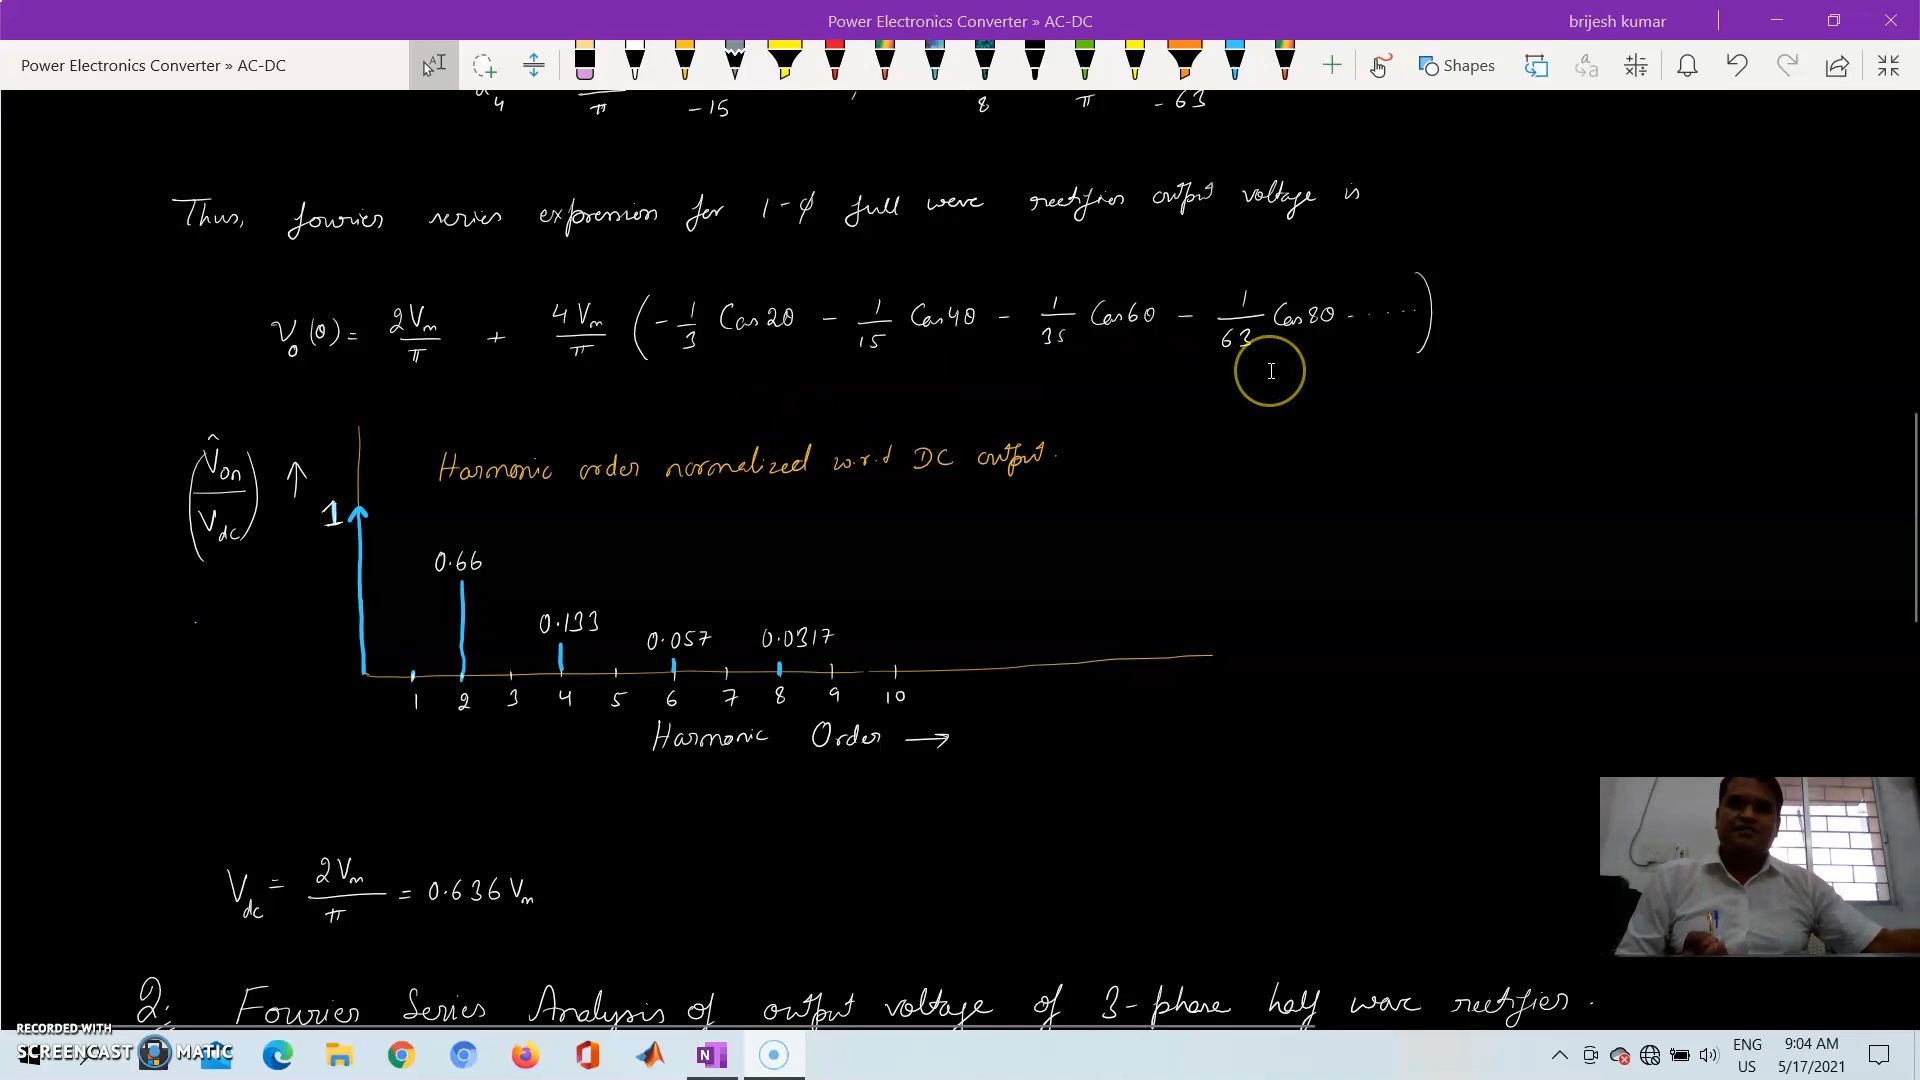 Power Electronics Converter » AC-DC
brijesh kumar
Power Electronics Converter » AC-DC
Shapes
4 π -15 , 8 π -63
Thus, fourier series expression for 1-φ full wave rectifier output voltage is
V₀(θ) = 2Vm/π + 4Vm/π ( -1/3 Cos2θ - 1/15 Cos4θ - 1/35 Cos6θ - 1/63 Cos8θ ..... )
Harmonic order normalized w.r.t DC output.
(V̂on/Vdc) ↑
1
0.66
0.133
0.057
0.0317
1 2 3 4 5 6 7 8 9 10
Harmonic Order →
Vdc = 2Vm/π = 0.636 Vm
2: Fourier Series Analysis of output voltage of 3-phase half wave rectifier.
RECORDED WITH
SCREENCAST MATIC
ENG
US
9:04 AM
5/17/2021